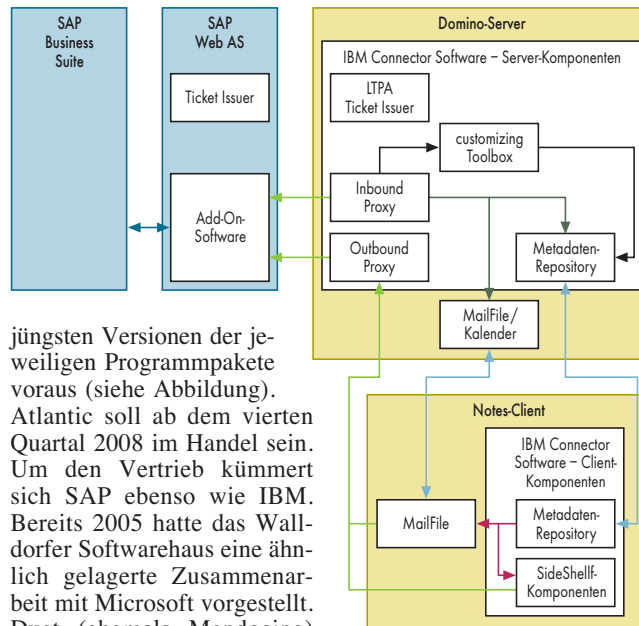 SAP
Business
Suite
SAP
Web AS
Ticket Issuer
Add-On-
Software
Domino-Server
IBM Connector Software – Server-Komponenten
LTPA
Ticket Issuer
customizing
Toolbox
Inbound
Proxy
Outbound
Proxy
Metadaten-
Repository
MailFile/
Kalender
Notes-Client
IBM Connector
Software – Client-
Komponenten
MailFile
Metadaten-
Repository
SideShellf-
Komponenten
jüngsten Versionen der je-
weiligen Programmpakete
voraus (siehe Abbildung).
Atlantic soll ab dem vierten
Quartal 2008 im Handel sein.
Um den Vertrieb kümmert
sich SAP ebenso wie IBM.
Bereits 2005 hatte das Wall-
dorfer Softwarehaus eine ähn-
lich gelagerte Zusammenar-
beit mit Microsoft vorgestellt.
Duet (ehemals Mendocino)